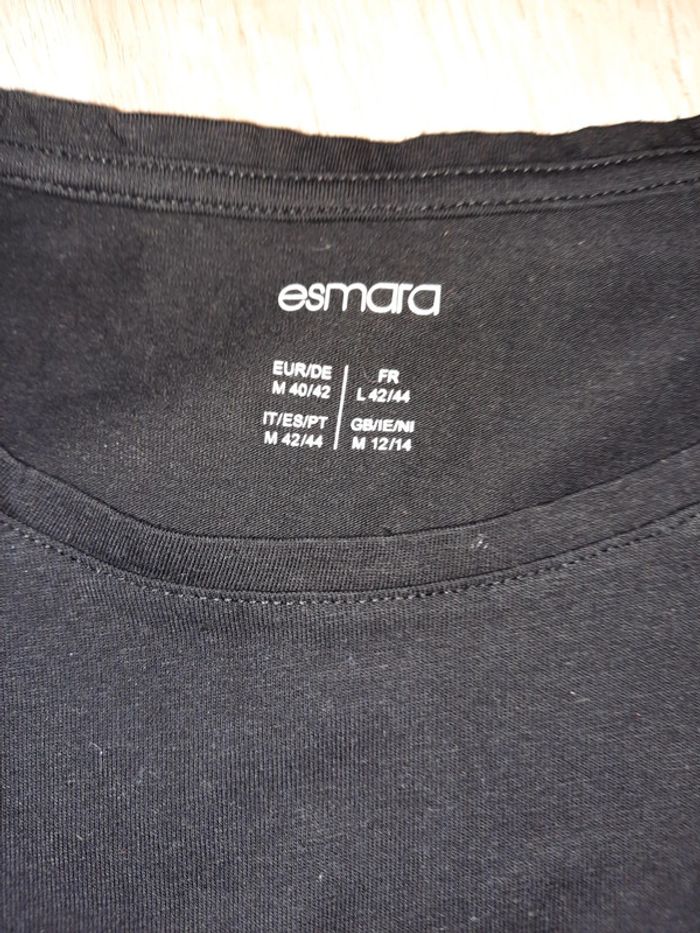 esmara
EUR/DE
M 40/42
FR
L 42/44
IT/ES/PT
M 42/44
GB/IE/NI
M 12/14